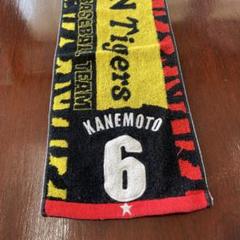 N Tigers
BASEBALL TEAM
KANEMOTO
6